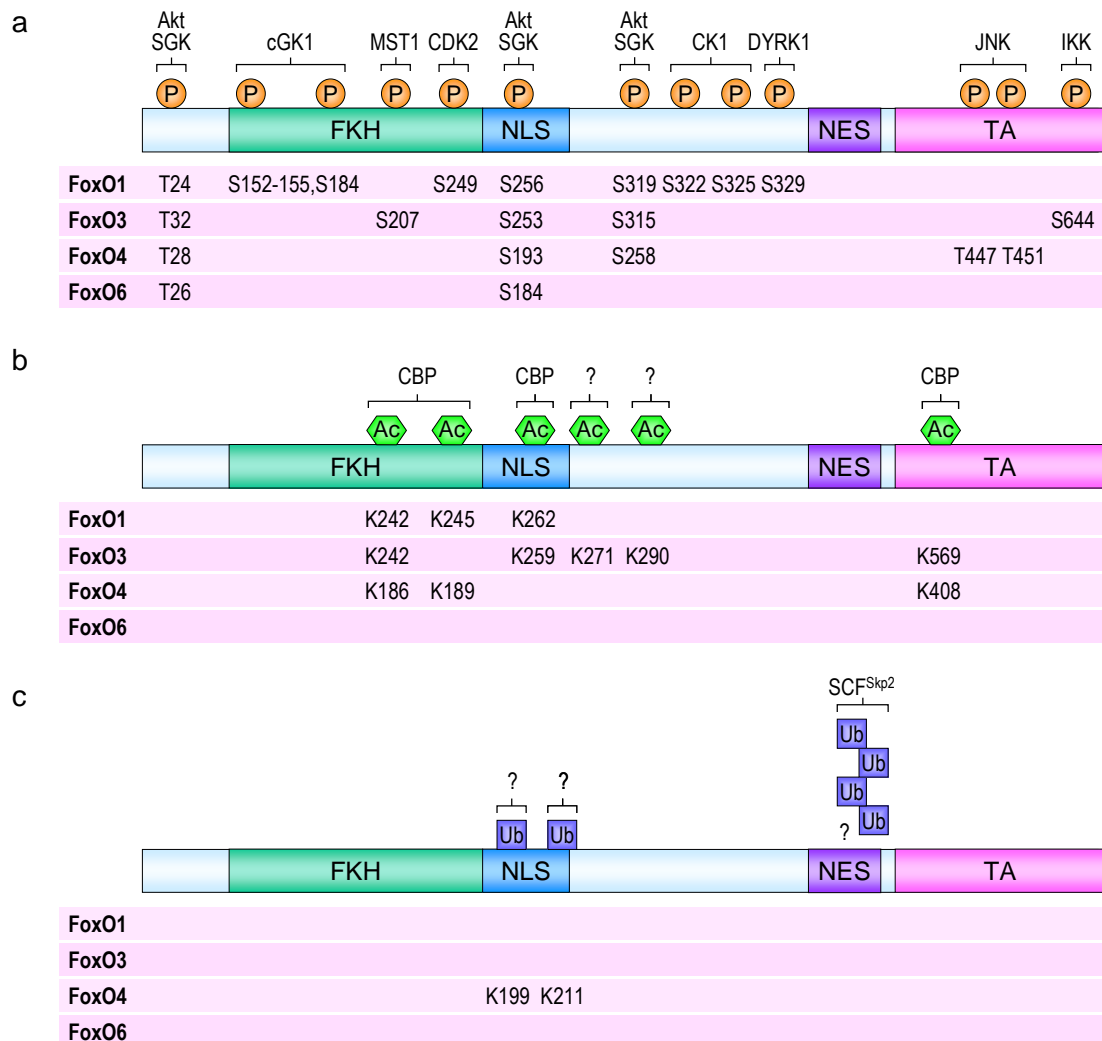 a
Akt Akt Akt
SGK cGK1 MST1 CDK2 SGK SGK CK1 DYRK1 JNK IKK
P P P P P P P P P P P P P
FKH NLS NES TA
FoxO1 T24 S152-155,S184 S249 S256 S319 S322 S325 S329
FoxO3 T32 S207 S253 S315 S644
FoxO4 T28 S193 S258 T447 T451
FoxO6 T26 S184
b
CBP CBP ? ? CBP
Ac Ac Ac Ac Ac Ac
FKH NLS NES TA
FoxO1 K242 K245 K262
FoxO3 K242 K259 K271 K290 K569
FoxO4 K186 K189 K408
FoxO6
c
SCFSkp2
Ub
Ub
? ? Ub
Ub Ub ? Ub
FKH NLS NES TA
FoxO1
FoxO3
FoxO4 K199 K211
FoxO6